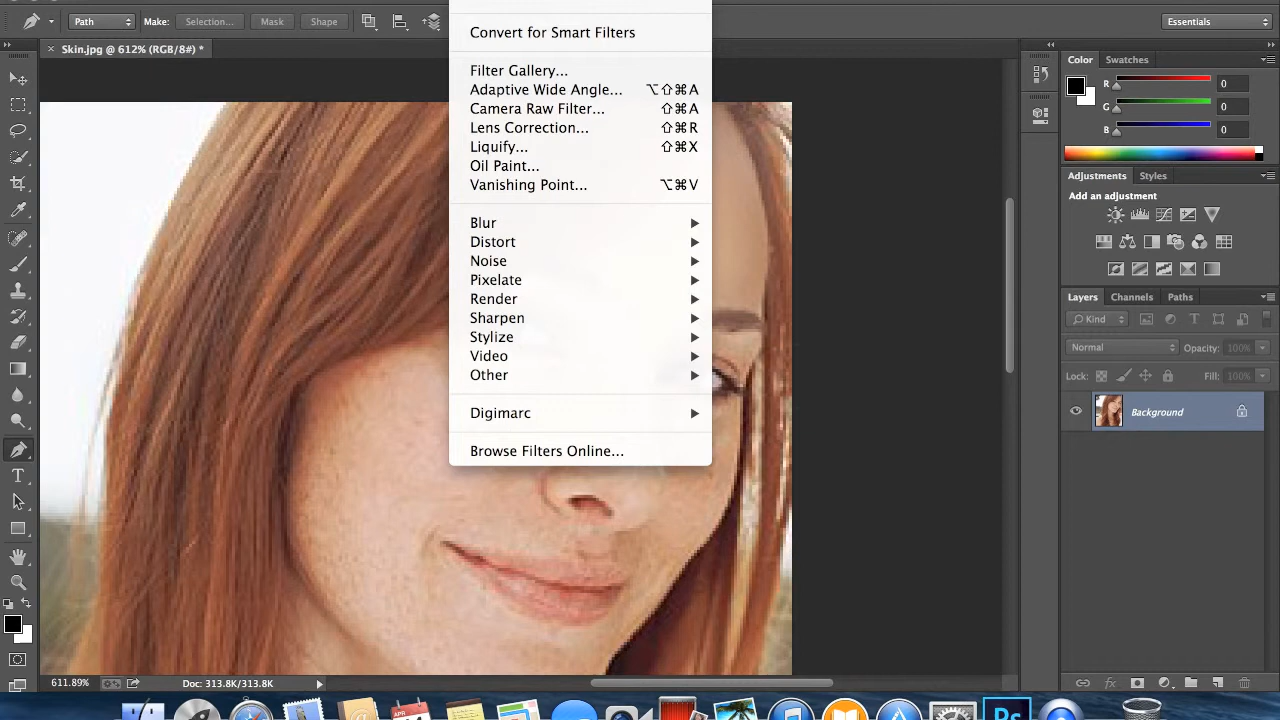 Path
Make:
Selection...
Mask
Shape
Essentials
Skin.jpg @ 612% (RGB/8#) *
Convert for Smart Filters
Filter Gallery...
Adaptive Wide Angle... ⌥⇧⌘A
Camera Raw Filter... ⇧⌘A
Lens Correction... ⇧⌘R
Liquify... ⇧⌘X
Oil Paint...
Vanishing Point... ⌥⌘V
Blur
Distort
Noise
Pixelate
Render
Sharpen
Stylize
Video
Other
Digimarc
Browse Filters Online...
Color Swatches
R 0
G 0
B 0
Adjustments Styles
Add an adjustment
Layers Channels Paths
Kind
Normal Opacity: 100%
Lock: Fill: 100%
Background
611.89% Doc: 313.8K/313.8K
APR
Ps